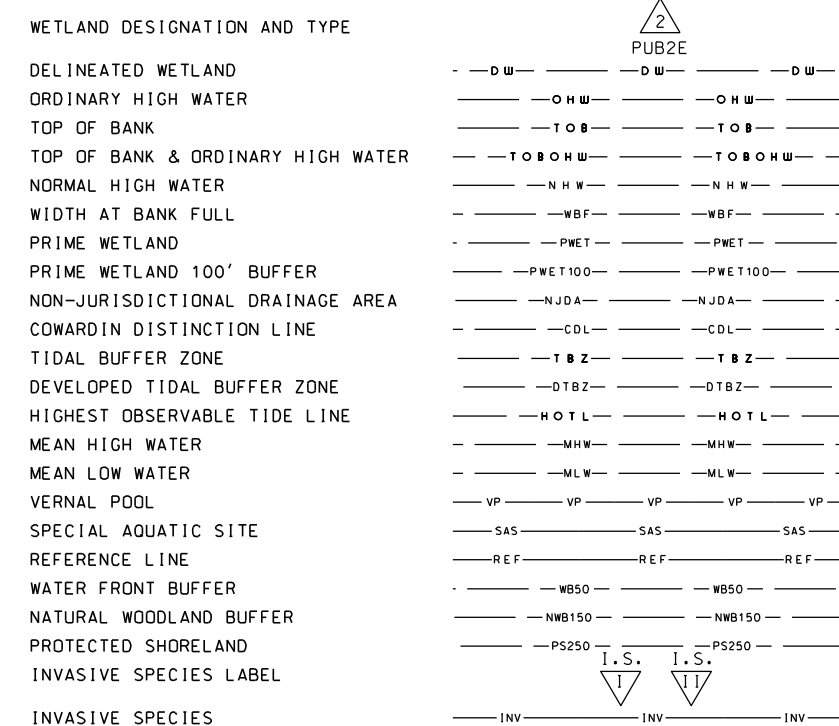 2
WETLAND DESIGNATION AND TYPE
PUB2E
DELINEATED WETLAND DW DW DW
ORDINARY HIGH WATER OHW OHW
TOP OF BANK TOB TOB
TOP OF BANK & ORDINARY HIGH WATER TOBOHW TOBOHW
NORMAL HIGH WATER NHW NHW
WIDTH AT BANK FULL WBF WBF
PRIME WETLAND PWET PWET
PRIME WETLAND 100' BUFFER PWET100 PWET100
NON-JURISDICTIONAL DRAINAGE AREA NJDA NJDA
COWARDIN DISTINCTION LINE CDL CDL
TIDAL BUFFER ZONE TBZ TBZ
DEVELOPED TIDAL BUFFER ZONE DTBZ DTBZ
HIGHEST OBSERVABLE TIDE LINE HOTL HOTL
MEAN HIGH WATER MHW MHW
MEAN LOW WATER MLW MLW
VERNAL POOL VP VP VP VP VP
SPECIAL AQUATIC SITE SAS SAS SAS
REFERENCE LINE REF REF REF
WATER FRONT BUFFER WB50 WB50
NATURAL WOODLAND BUFFER NWB150 NWB150
PROTECTED SHORELAND PS250 PS250
I.S. I.S.
INVASIVE SPECIES LABEL I II
INVASIVE SPECIES INV INV INV